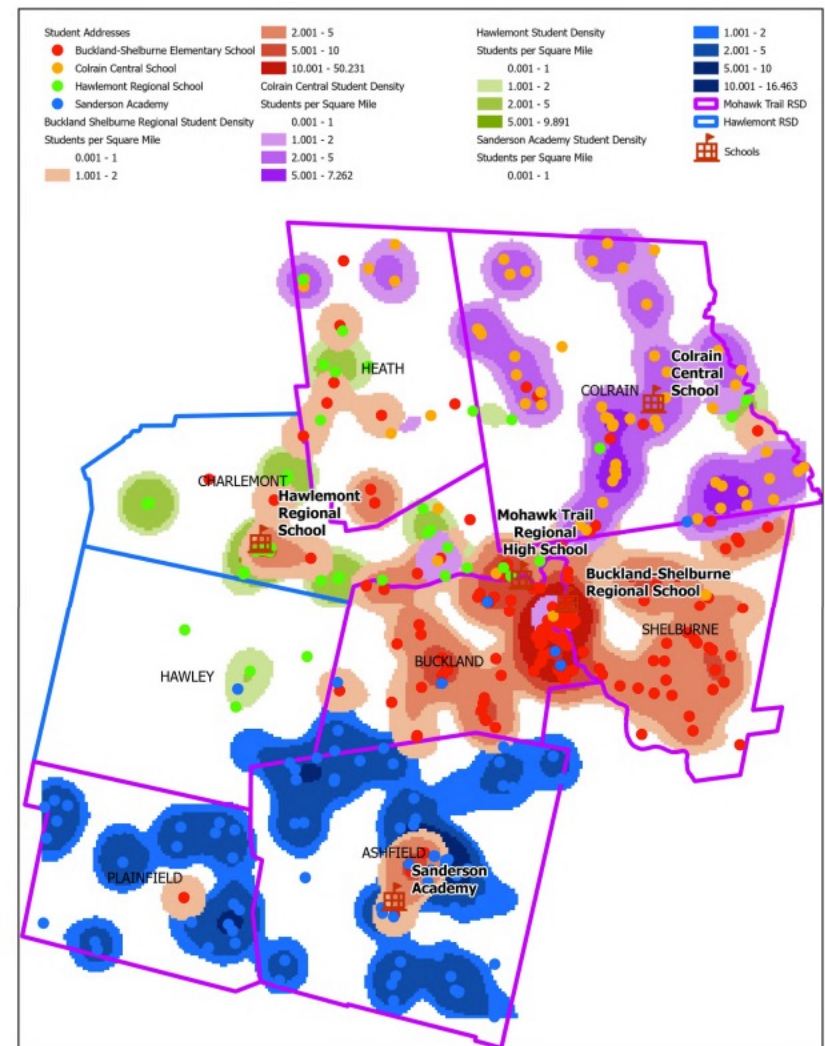 Student Addresses
Buckland-Shelburne Elementary School
Colrain Central School
Hawlemont Regional School
Sanderson Academy
Buckland Shelburne Regional Student Density
Students per Square Mile
0.001 - 1
1.001 - 2
2.001 - 5
5.001 - 10
10.001 - 50.231
Colrain Central Student Density
Students per Square Mile
0.001 - 1
1.001 - 2
2.001 - 5
5.001 - 7.262
Hawlemont Student Density
Students per Square Mile
0.001 - 1
1.001 - 2
2.001 - 5
5.001 - 9.891
Sanderson Academy Student Density
Students per Square Mile
0.001 - 1
1.001 - 2
2.001 - 5
5.001 - 10
10.001 - 16.463
Mohawk Trail RSD
Hawlemont RSD
Schools
HEATH
COLRAIN
Colrain
Central
School
CHARLEMONT
Hawlemont
Regional
School
Mohawk Trail
Regional
High School
Buckland-Shelburne
Regional School
SHELBURNE
BUCKLAND
HAWLEY
ASHFIELD
Sanderson
Academy
PLAINFIELD